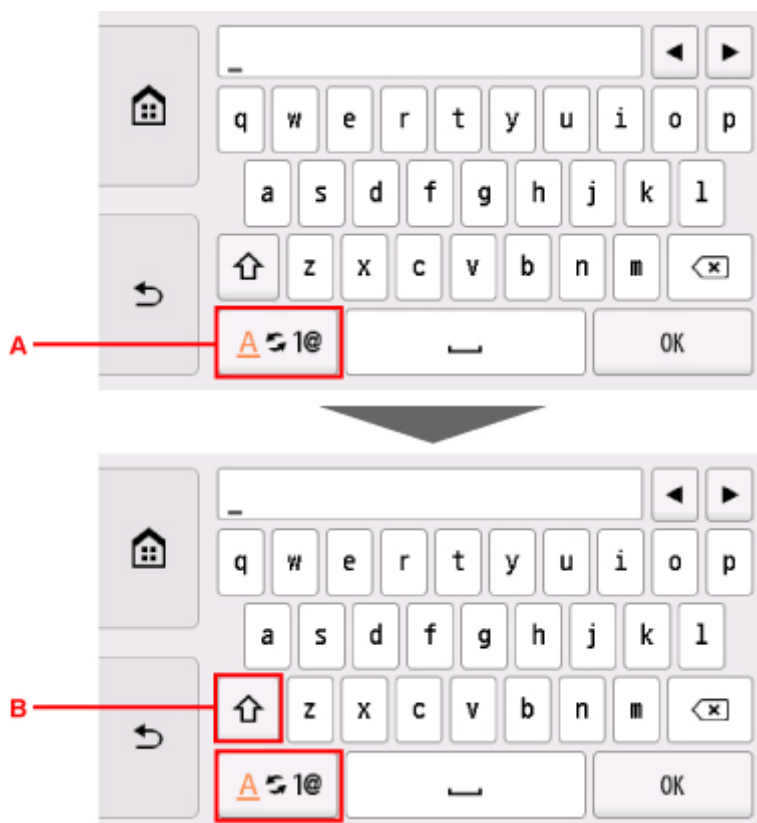 _
q w e r t y u i o p
a s d f g h j k l
z x c v b n m
A A 1@ OK
_
q w e r t y u i o p
a s d f g h j k l
B z x c v b n m
A 1@ OK